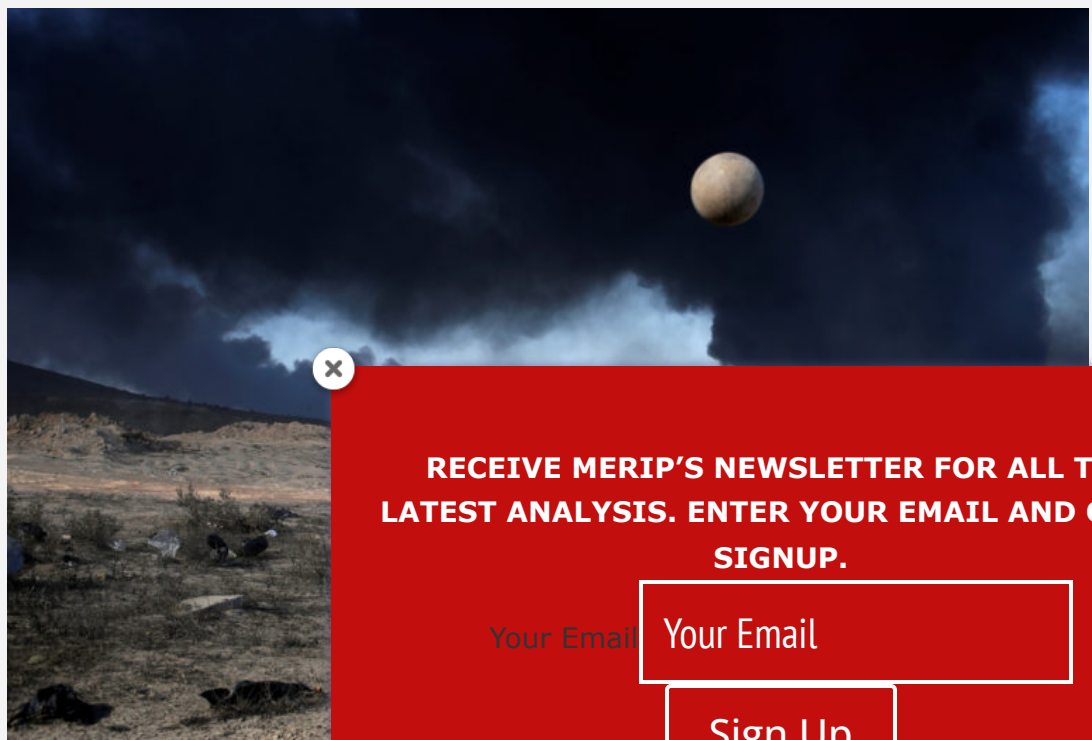 RECEIVE MERIP’S NEWSLETTER FOR ALL
LATEST ANALYSIS. ENTER YOUR EMAIL AND
SIGNUP.
Your Email Your Email
Sign Up